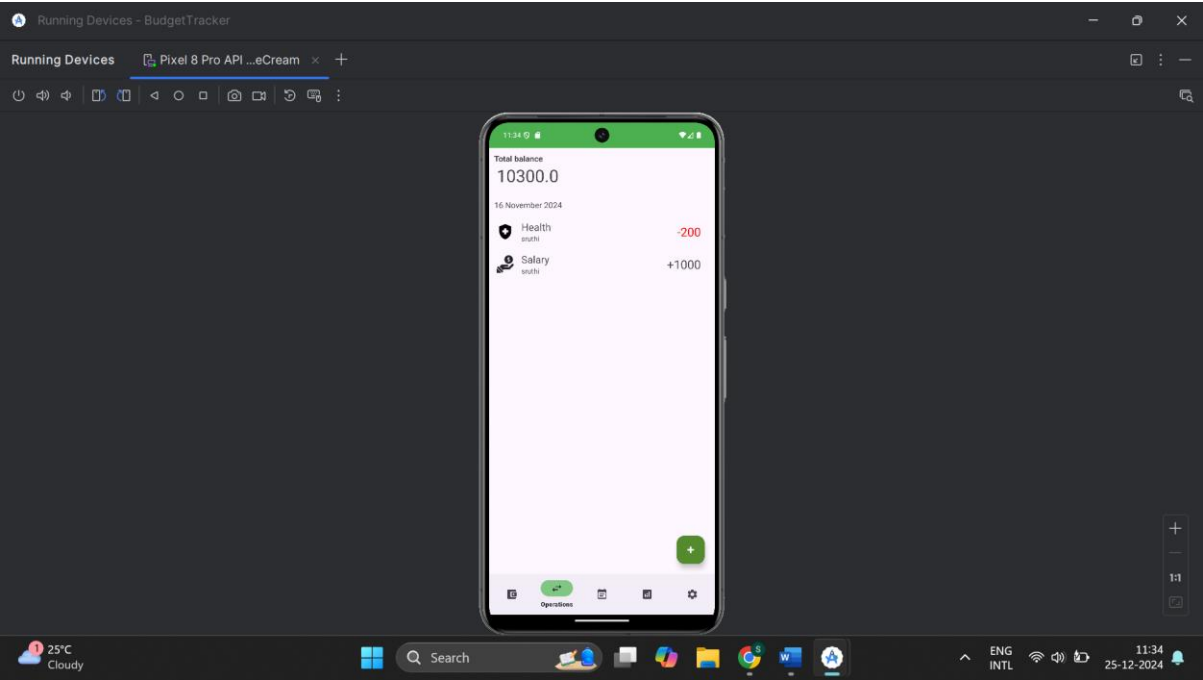 Running Devices - BudgetTracker
Running Devices
Pixel 8 Pro API ...eCream
11:34
Total balance
10300.0
16 November 2024
Health
sruthi
-200
Salary
sruthi
+1000
+
Operations
1:1
1
25°C
Cloudy
Search
ENG
INTL
11:34
25-12-2024